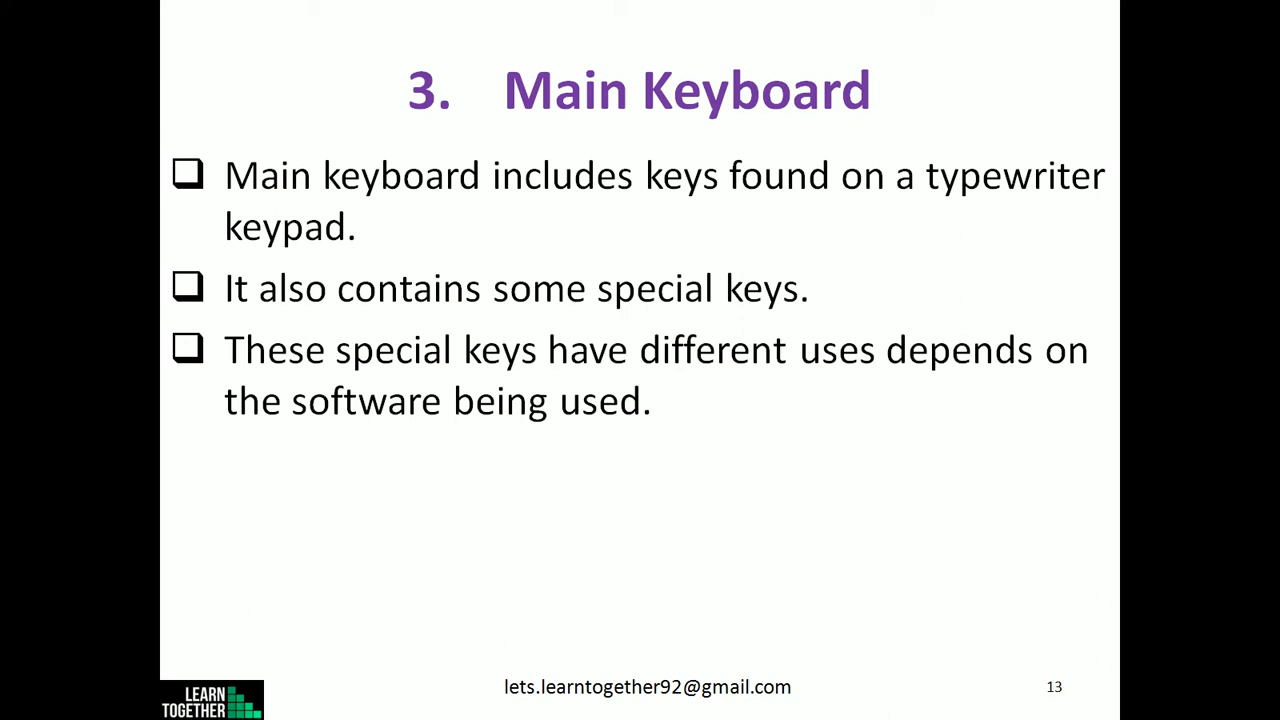 3. Main Keyboard
❑ Main keyboard includes keys found on a typewriter
keypad.
❑ It also contains some special keys.
❑ These special keys have different uses depends on
the software being used.
LEARN
TOGETHER
lets.learntogether92@gmail.com
13